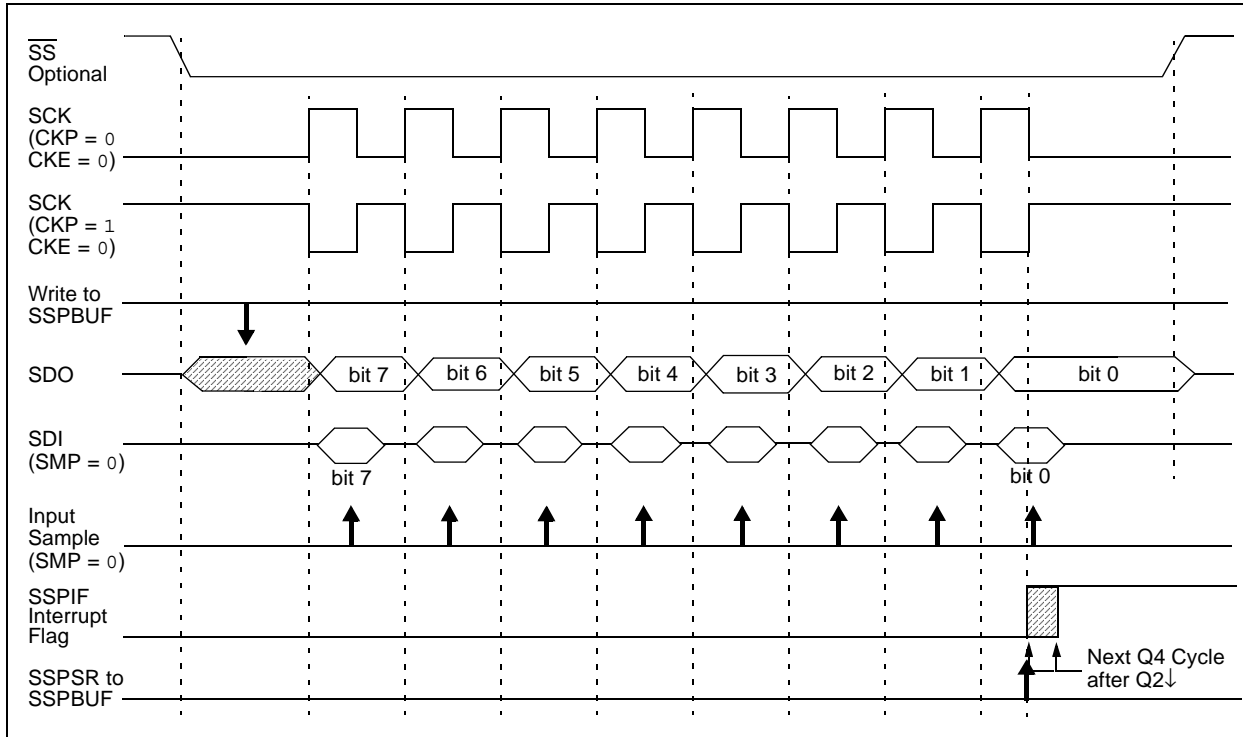 SS
Optional
SCK
(CKP = 0
CKE = 0)
SCK
(CKP = 1
CKE = 0)
Write to
SSPBUF
SDO
bit 7
bit 6
bit 5
bit 4
bit 3
bit 2
bit 1
bit 0
SDI
(SMP = 0)
bit 7
bit 0
Input
Sample
(SMP = 0)
SSPIF
Interrupt
Flag
Next Q4 Cycle
after Q2↓
SSPSR to
SSPBUF